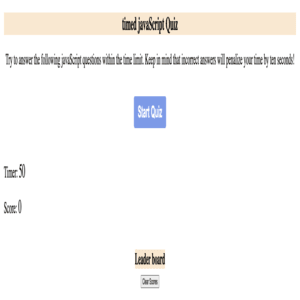 timed javaScript Quiz
Try to answer the following javaScript questions within the time limit. Keep in mind that incorrect answers will penalize your time by ten seconds!
Start Quiz
Timer: 50
Score: 0
Leader board
Clear Scores